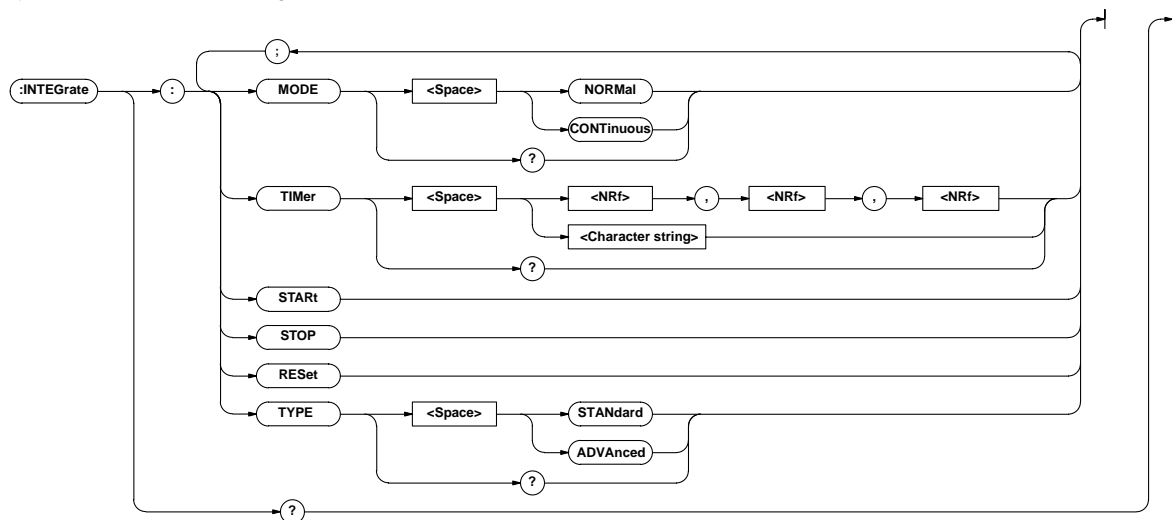 ;
:INTEGrate : MODE <Space> NORMal
CONTinuous
?
TIMer <Space> <NRf> , <NRf> , <NRf>
<Character string>
?
STARt
STOP
RESet
TYPE <Space> STANdard
ADVAnced
?
?